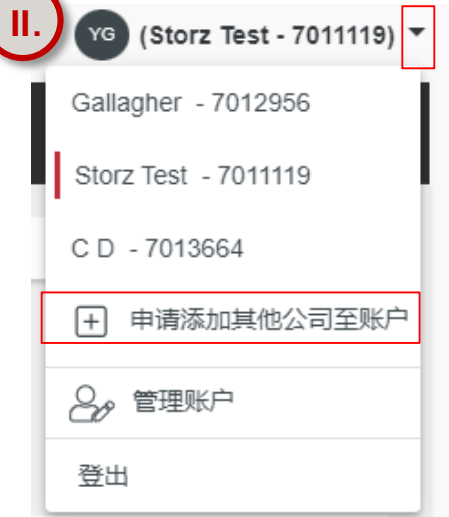 II.
YG (Storz Test - 7011119)
Gallagher - 7012956
Storz Test - 7011119
C D - 7013664
申请添加其他公司至账户
管理账户
登出